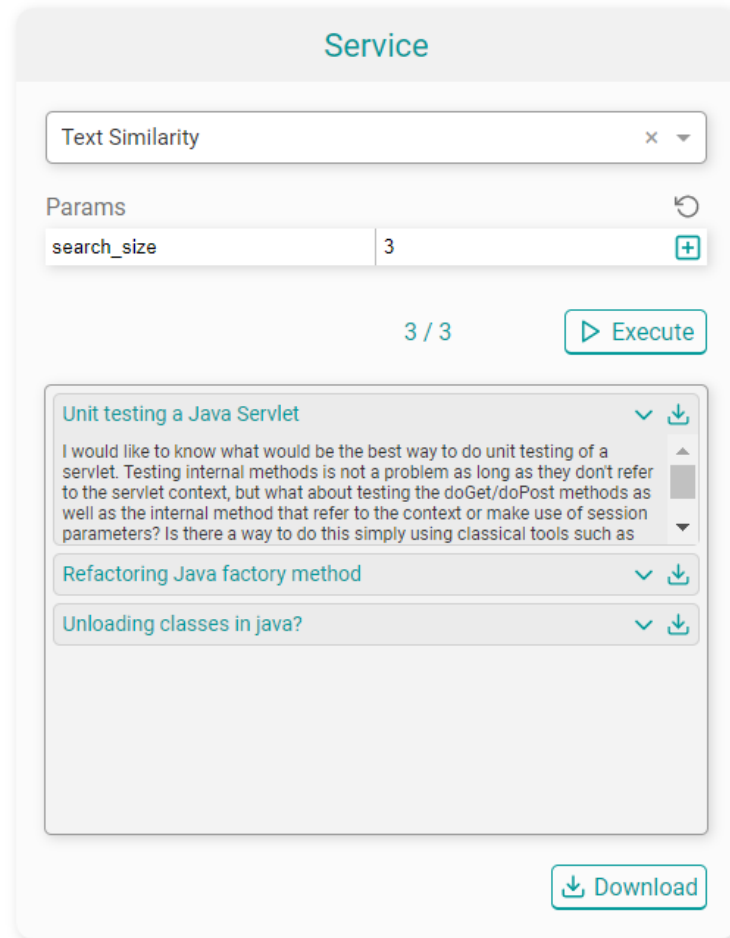 Service
Text Similarity
Params
search_size 3
3 / 3 Execute
Unit testing a Java Servlet
I would like to know what would be the best way to do unit testing of a
servlet. Testing internal methods is not a problem as long as they don't refer
to the servlet context, but what about testing the doGet/doPost methods as
well as the internal method that refer to the context or make use of session
parameters? Is there a way to do this simply using classical tools such as
Refactoring Java factory method
Unloading classes in java?
Download